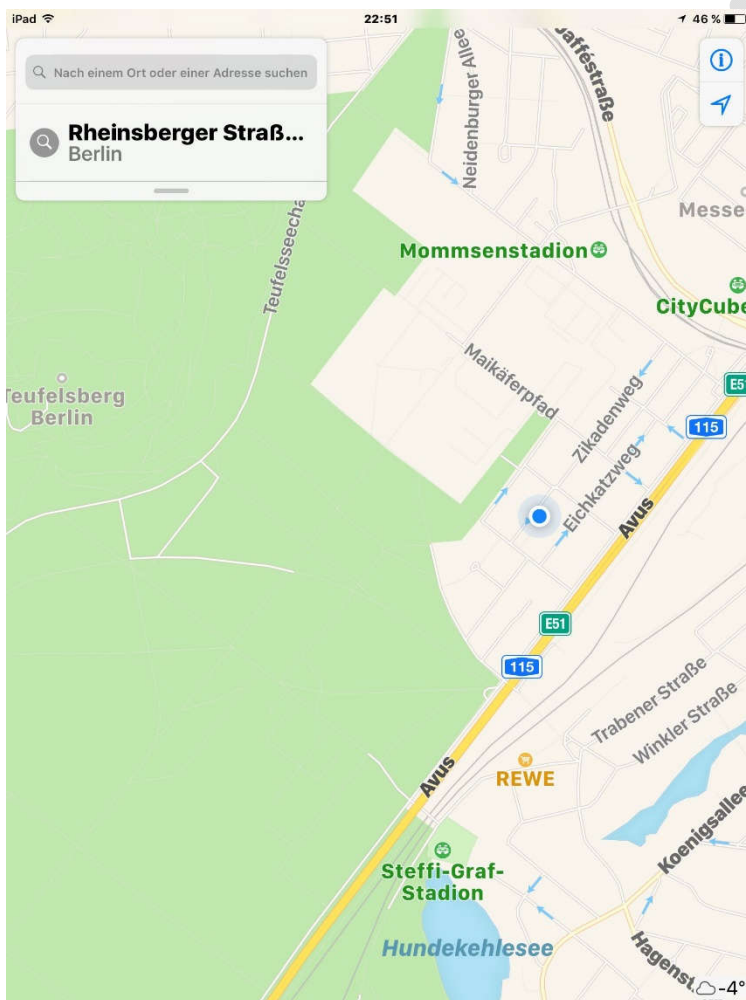 iPad
22:51
46 %
Nach einem Ort oder einer Adresse suchen
Rheinsberger Straß...
Berlin
Neidenburger Allee
Teufelsseecha
Messe
Mommsenstadion
CityCube
Maikäferpfad
Teufelsberg
Berlin
Zikadenweg
E5
115
Eichkatzweg
Avus
E51
115
Trabener Straße
Winkler Straße
REWE
Avus
Koenigsallee
Steffi-Graf-
Stadion
Hundekehlesee
Hagenst
-4°